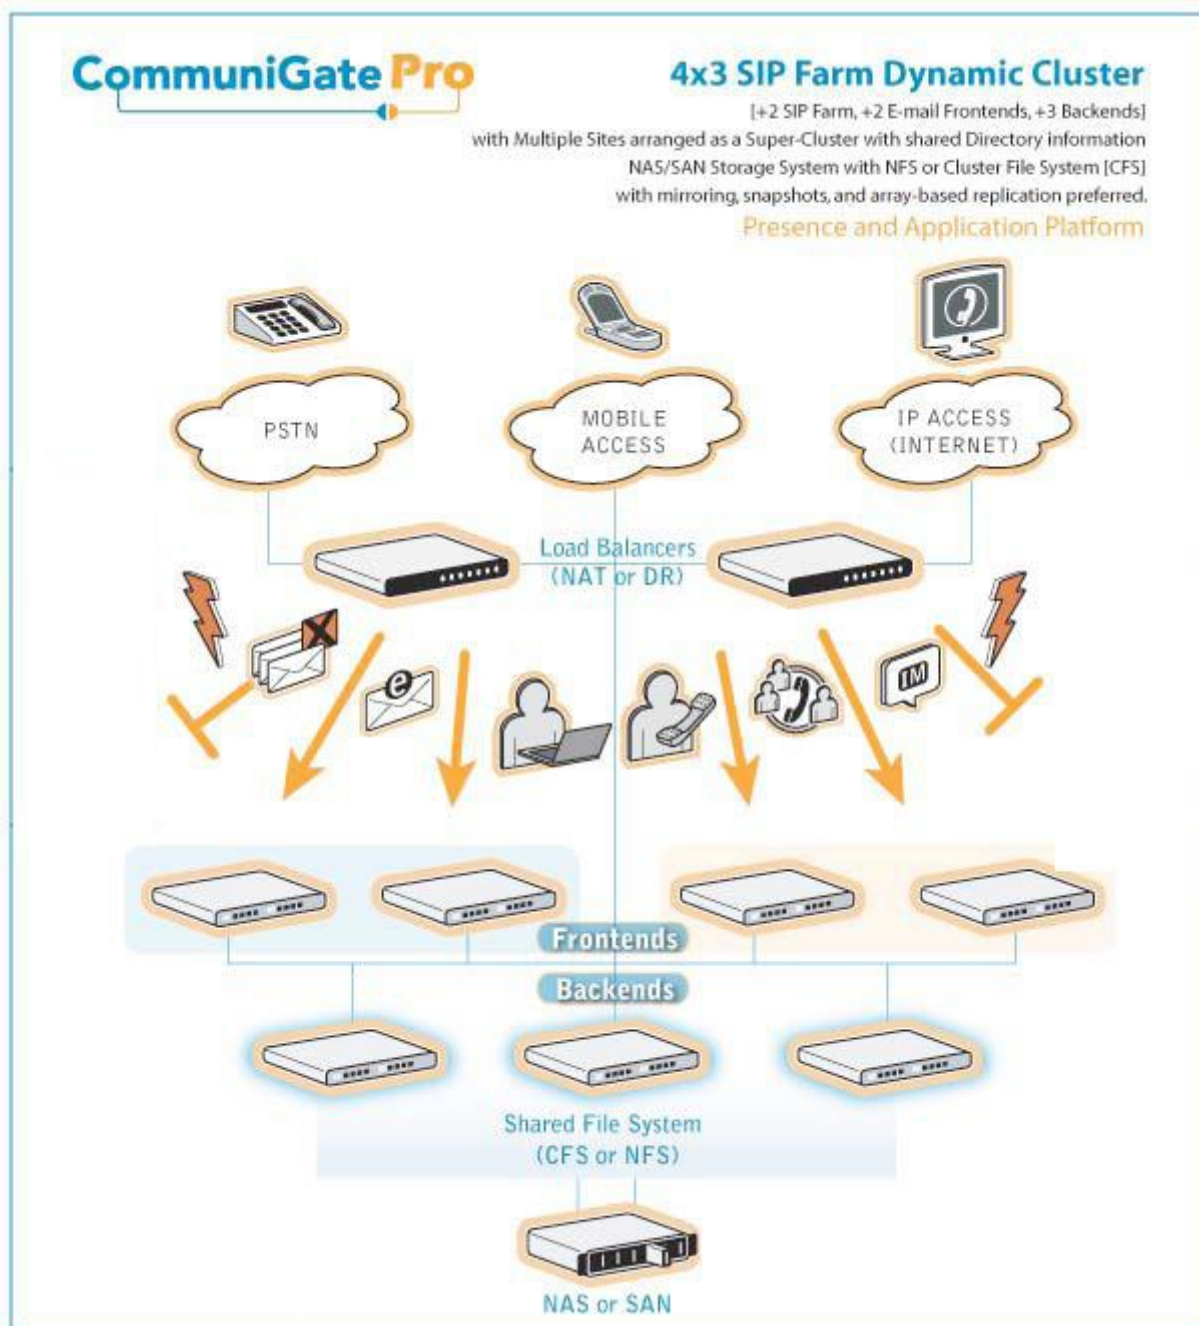 CommuniGate Pro
4x3 SIP Farm Dynamic Cluster
[+2 SIP Farm, +2 E-mail Frontends, +3 Backends]
with Multiple Sites arranged as a Super-Cluster with shared Directory information
NAS/SAN Storage System with NFS or Cluster File System [CFS]
with mirroring, snapshots, and array-based replication preferred.
Presence and Application Platform
PSTN
MOBILE
ACCESS
IP ACCESS
(INTERNET)
Load Balancers
(NAT or DR)
e
IM
Frontends
Backends
Shared File System
(CFS or NFS)
NAS or SAN